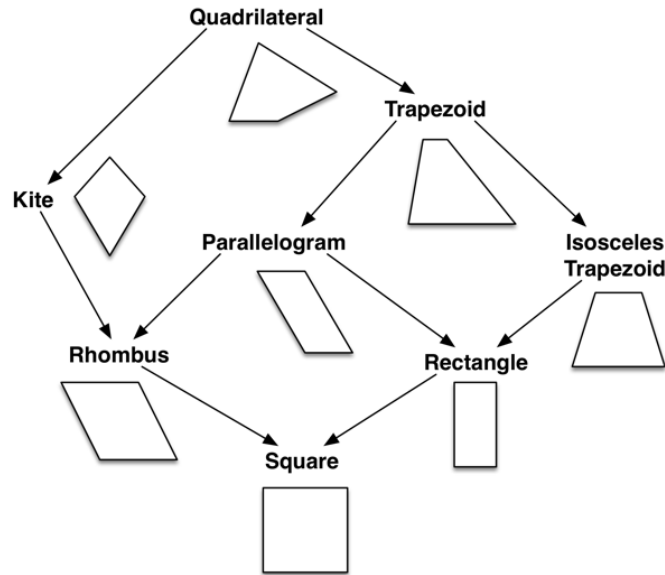 Quadrilateral
Trapezoid
Kite
Parallelogram
Isosceles
Trapezoid
Rhombus
Rectangle
Square